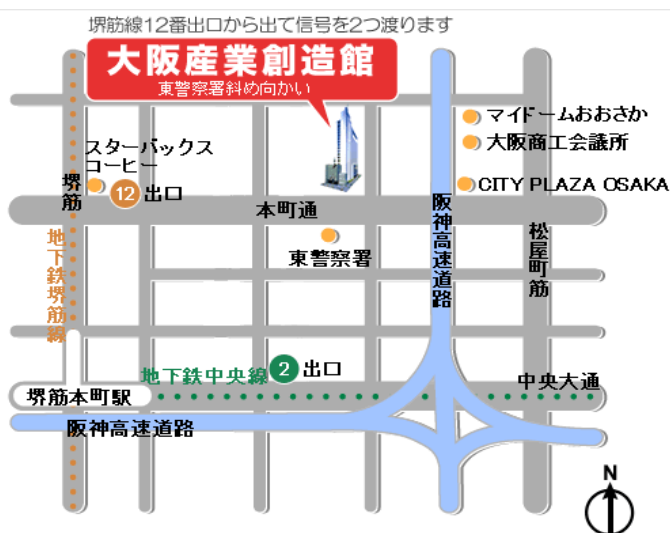 堺筋線12番出口から出て信号を2つ渡ります
大阪産業創造館
東警察署斜め向かい
マイドームおおさか
大阪商工会議所
スターバックス
コーヒー
CITY PLAZA OSAKA
堺筋
12 出口
本町通
阪神高速道路
松屋町筋
東警察署
地下鉄堺筋線
地下鉄中央線 2 出口
中央大通
堺筋本町駅
阪神高速道路
N